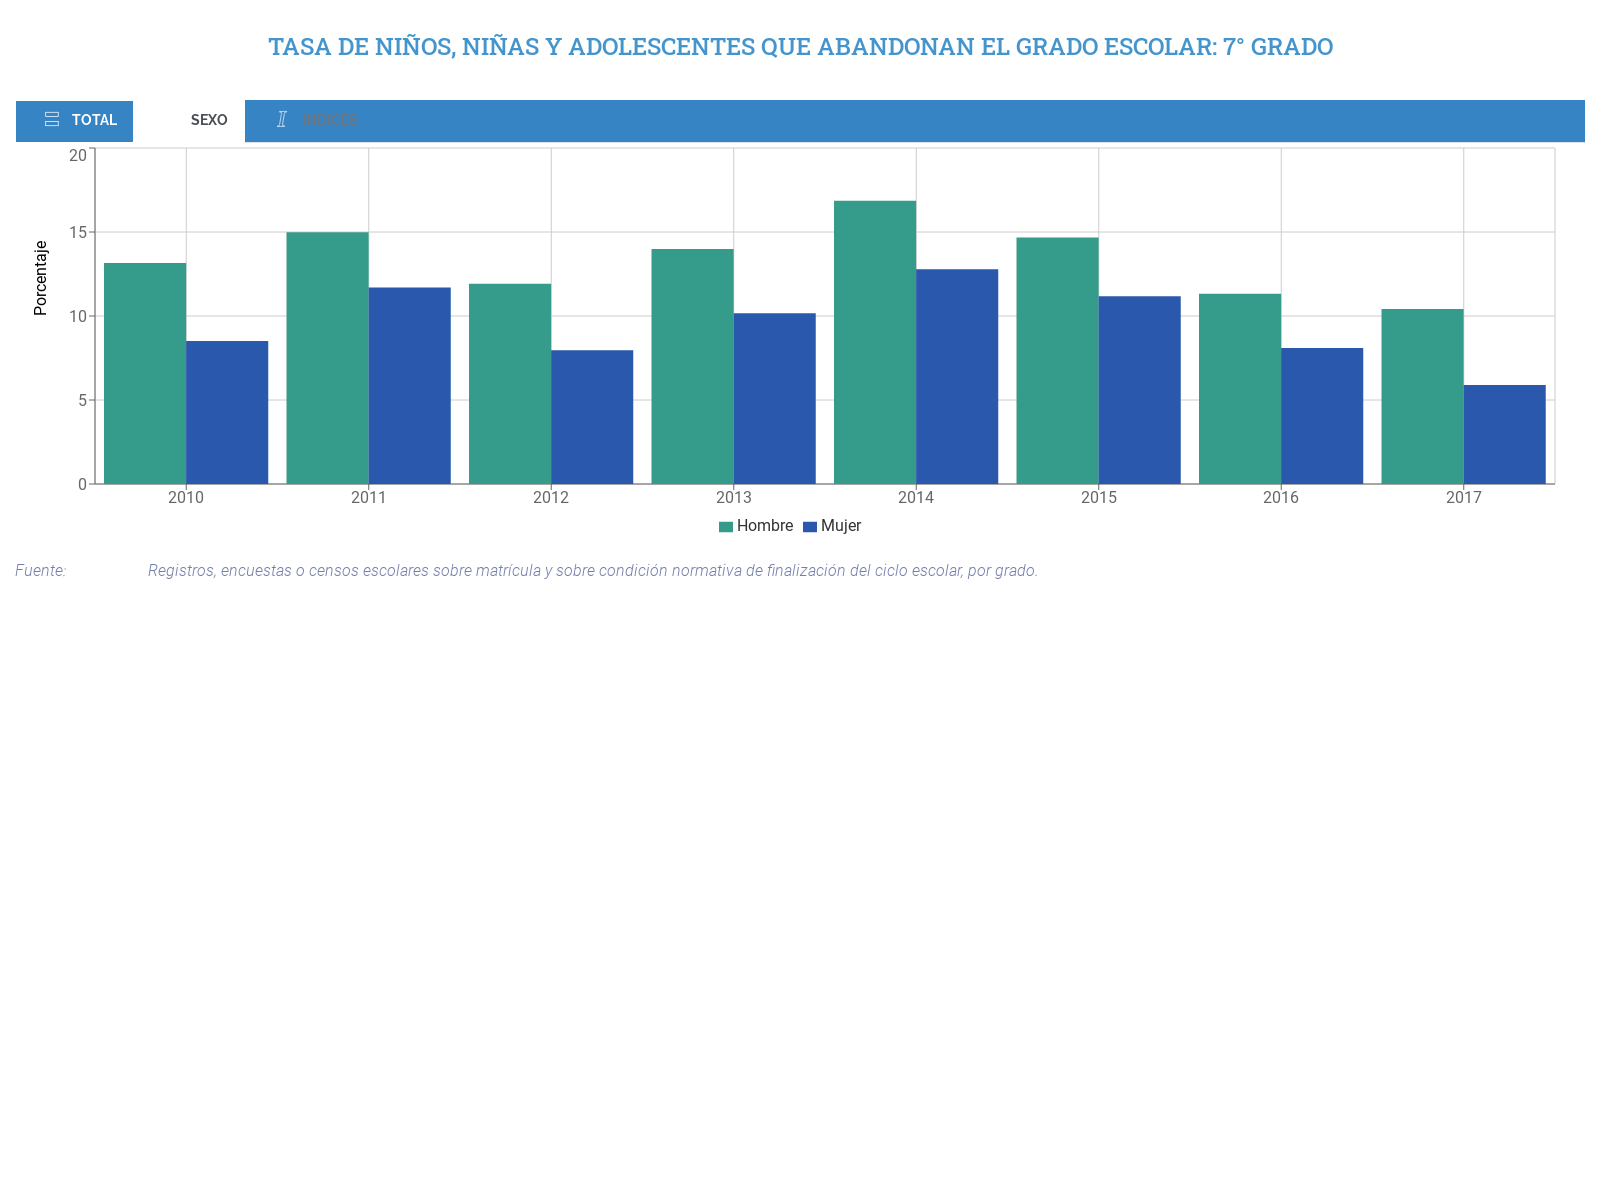 TASA DE NIÑOS, NIÑAS Y ADOLESCENTES QUE ABANDONAN EL GRADO ESCOLAR: 7° GRADO
TOTAL SEXO INDICES
Porcentaje
20
15
10
5
0
2010 2011 2012 2013 2014 2015 2016 2017
Hombre Mujer
Fuente: Registros, encuestas o censos escolares sobre matrícula y sobre condición normativa de finalización del ciclo escolar, por grado.